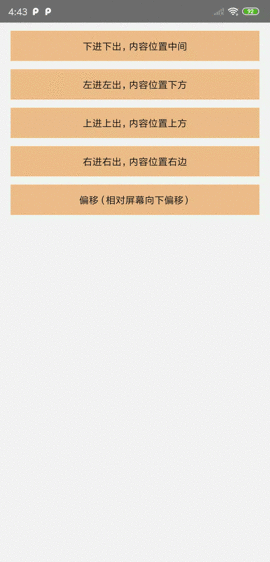 4:43
93
下进下出，内容位置中间
左进左出，内容位置下方
上进上出，内容位置上方
右进右出，内容位置右边
偏移（相对屏幕向下偏移）